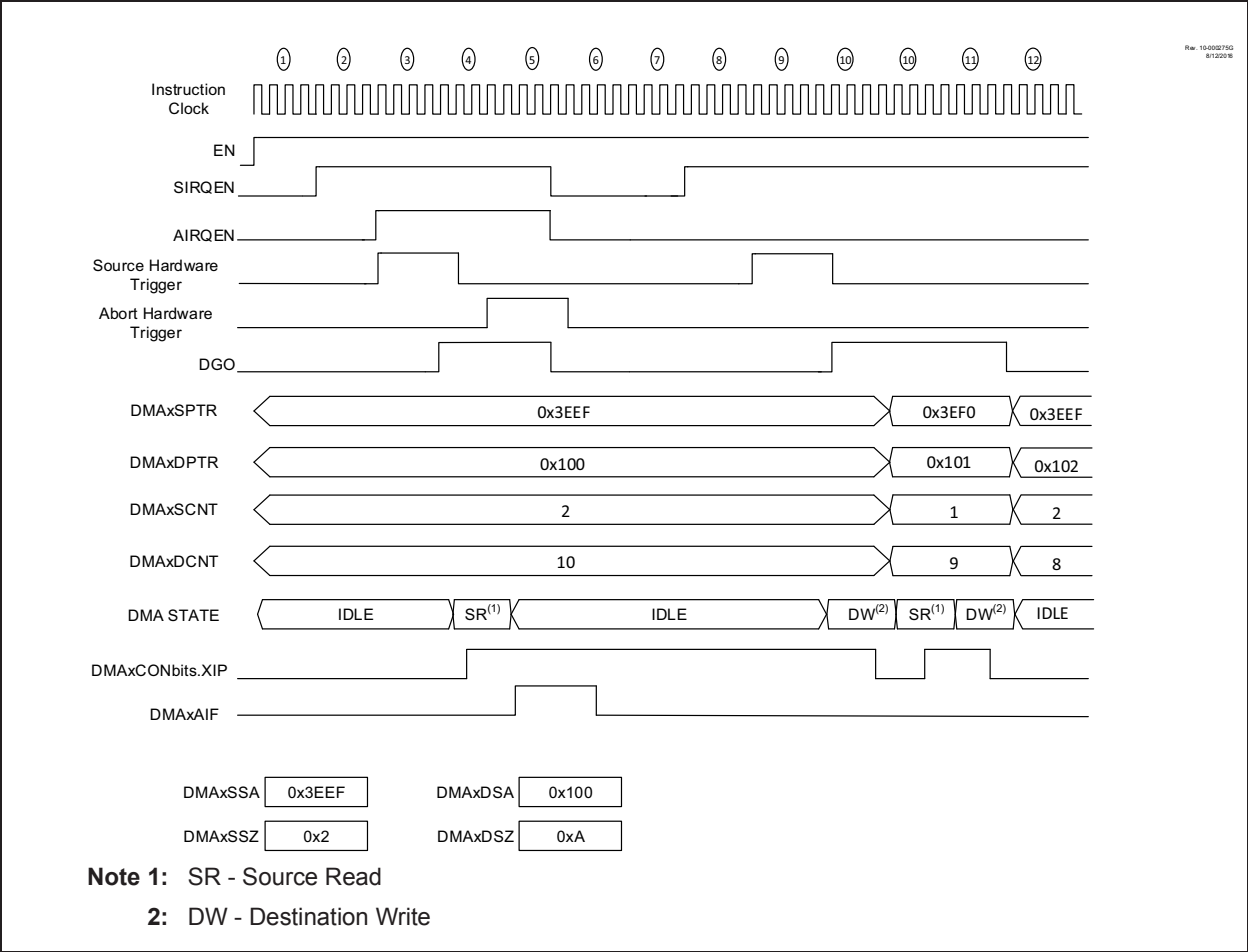 Rev. 10-000275G
8/12/2016
1 2 3 4 5 6 7 8 9 10 10 11 12
Instruction
Clock
EN
SIRQEN
AIRQEN
Source Hardware
Trigger
Abort Hardware
Trigger
DGO
DMAxSPTR 0x3EEF 0x3EF0 0x3EEF
DMAxDPTR 0x100 0x101 0x102
DMAxSCNT 2 1 2
DMAxDCNT 10 9 8
DMA STATE IDLE SR(1) IDLE DW(2) SR(1) DW(2) IDLE
DMAxCONbits.XIP
DMAxAIF
DMAxSSA 0x3EEF DMAxDSA 0x100
DMAxSSZ 0x2 DMAxDSZ 0xA
Note 1: SR - Source Read
2: DW - Destination Write